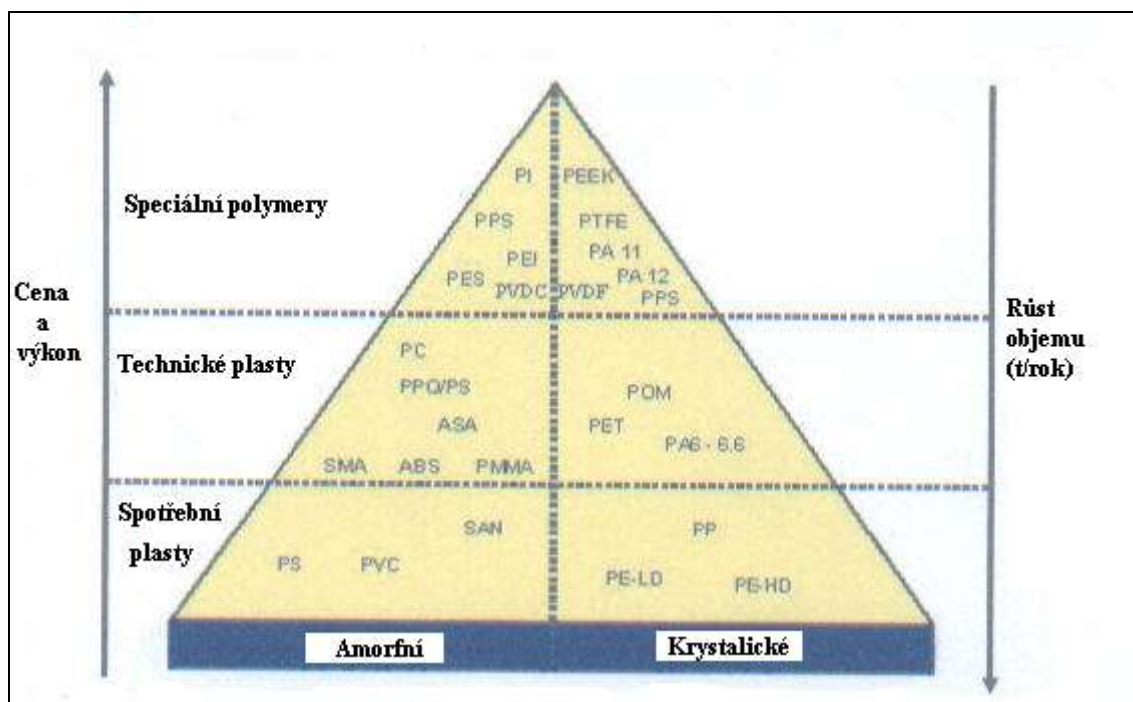 Speciální polymery
Cena
a
výkon
Technické plasty
Spotřební
plasty
PI PEEK
PPS PTFE
PEI PA 11
PES PA 12
PVDC PVDF PPS
PC
PPO/PS POM
ASA PET
PA6 - 6.6
SMA ABS PMMA
SAN PP
PS PVC PE-LD PE-HD
Růst
objemu
(t/rok)
Amorfní Krystalické